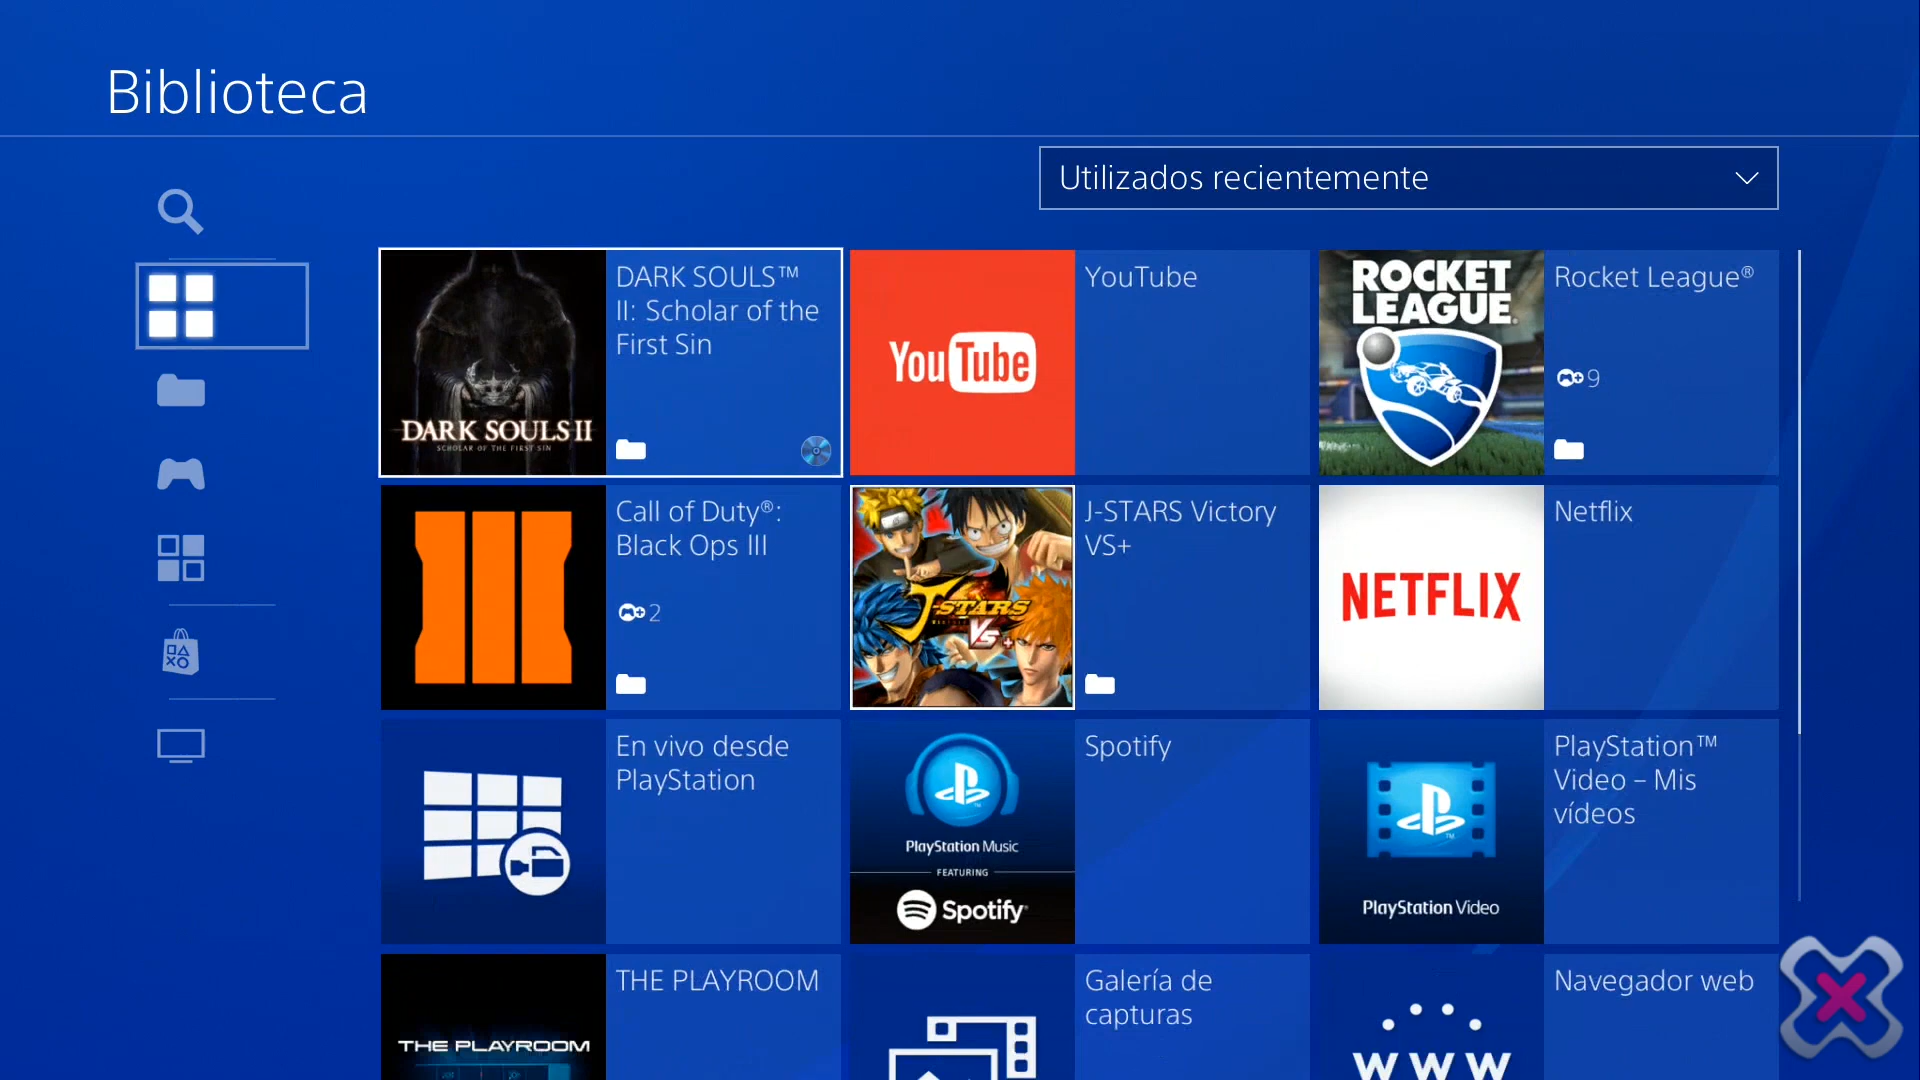 Biblioteca
Utilizados recientemente
DARK SOULS II
SCHOLAR OF THE FIRST SIN
DARK SOULS™
II: Scholar of the
First Sin
YouTube
YouTube
ROCKET
LEAGUE
Rocket League®
9
Call of Duty®:
Black Ops III
2
J-STARS
VS+
J-STARS Victory
VS+
NETFLIX
Netflix
En vivo desde
PlayStation
PlayStation Music
FEATURING
Spotify
Spotify
PlayStation Video
PlayStation™
Video – Mis
vídeos
THE PLAYROOM
THE PLAYROOM
Galería de
capturas
WWW
Navegador web